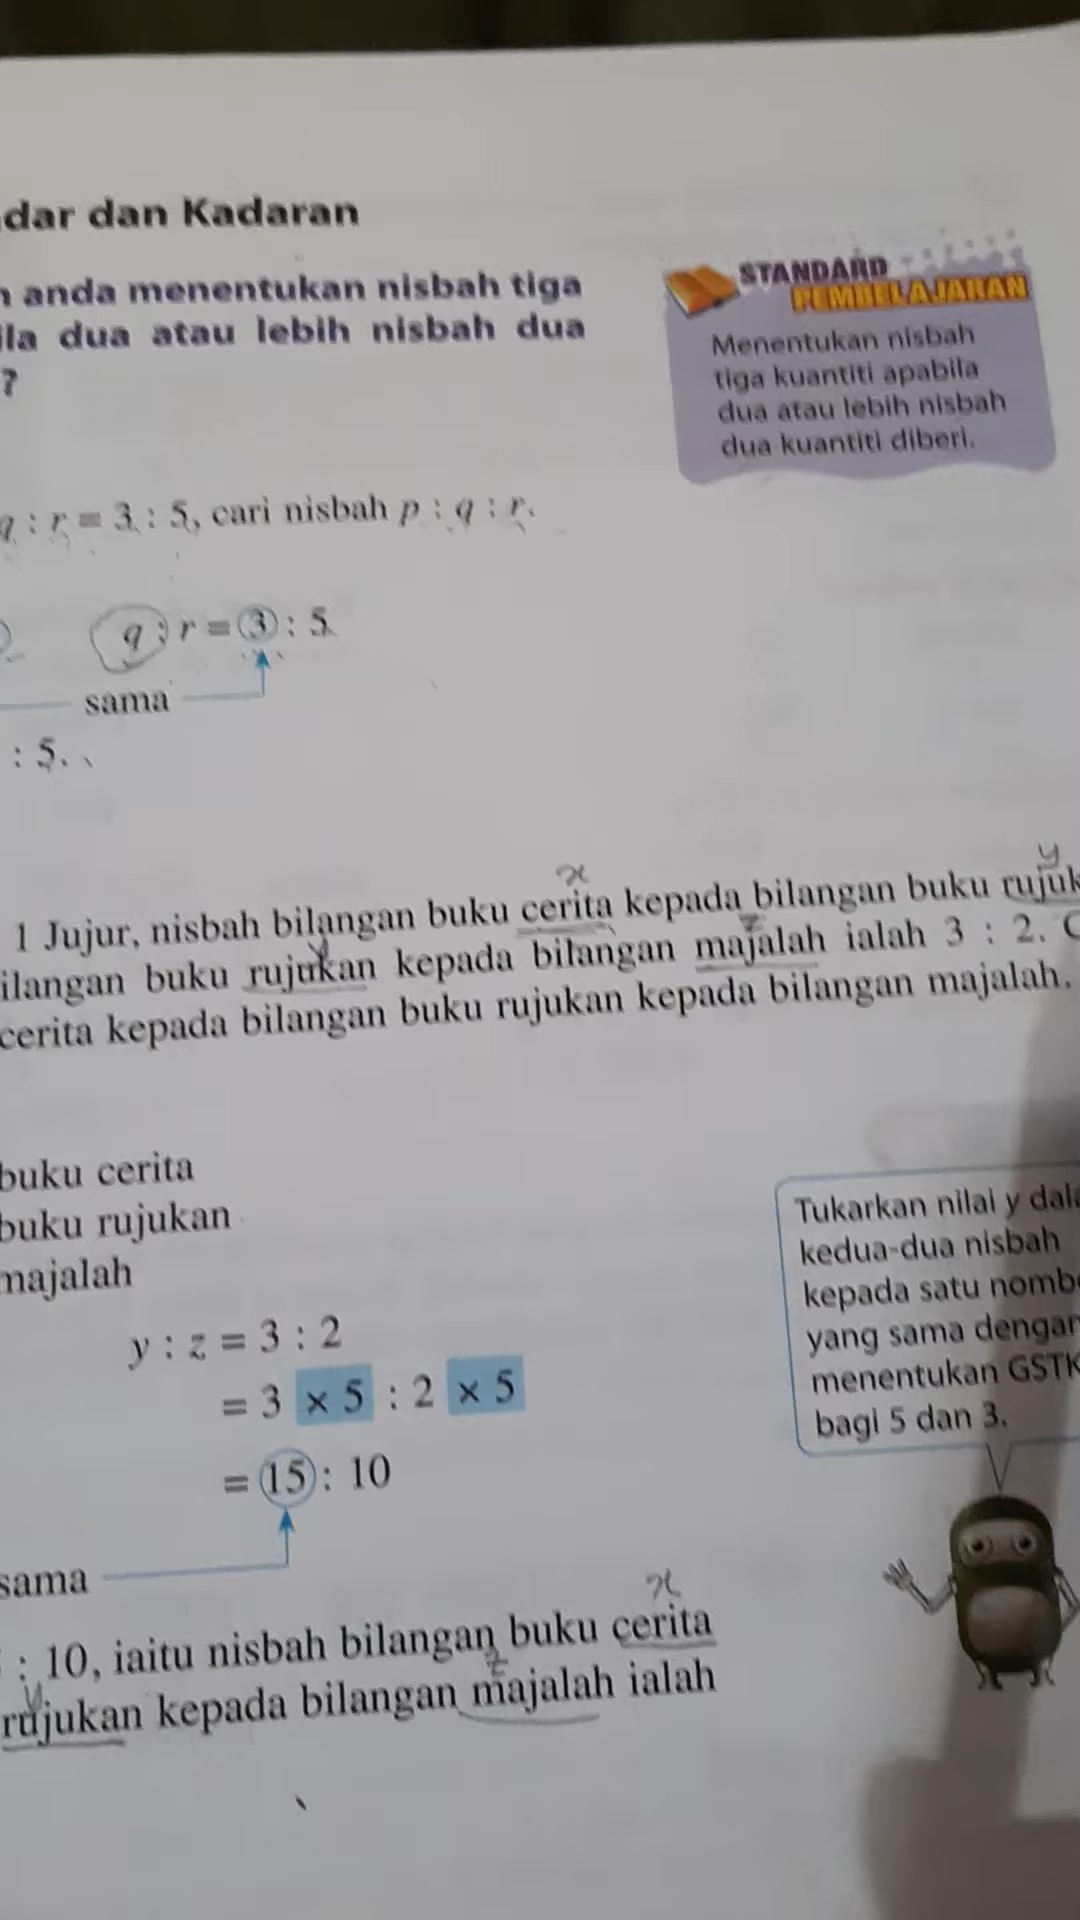 dar dan Kadaran
anda menentukan nisbah tiga
dua atau lebih nisbah dua
?
STANDARD
PEMBELAJARAN
Menentukan nisbah
tiga kuantiti apabila
dua atau lebih nisbah
dua kuantiti diberi.
q : r = 3 : 5, cari nisbah p : q : r.
q : r = 3 : 5
sama
: 5.
x
y
1 Jujur, nisbah bilangan buku cerita kepada bilangan buku rujuk
y
z
ilangan buku rujukan kepada bilangan majalah ialah 3 : 2.
cerita kepada bilangan buku rujukan kepada bilangan majalah.
buku cerita
buku rujukan
majalah
y : z = 3 : 2
= 3 × 5 : 2 × 5
= 15 : 10
sama
Tukarkan nilai y dal
kedua-dua nisbah
kepada satu nomb
yang sama dengan
menentukan GSTK
bagi 5 dan 3.
x
: 10, iaitu nisbah bilangan buku cerita
y
z
rujukan kepada bilangan majalah ialah